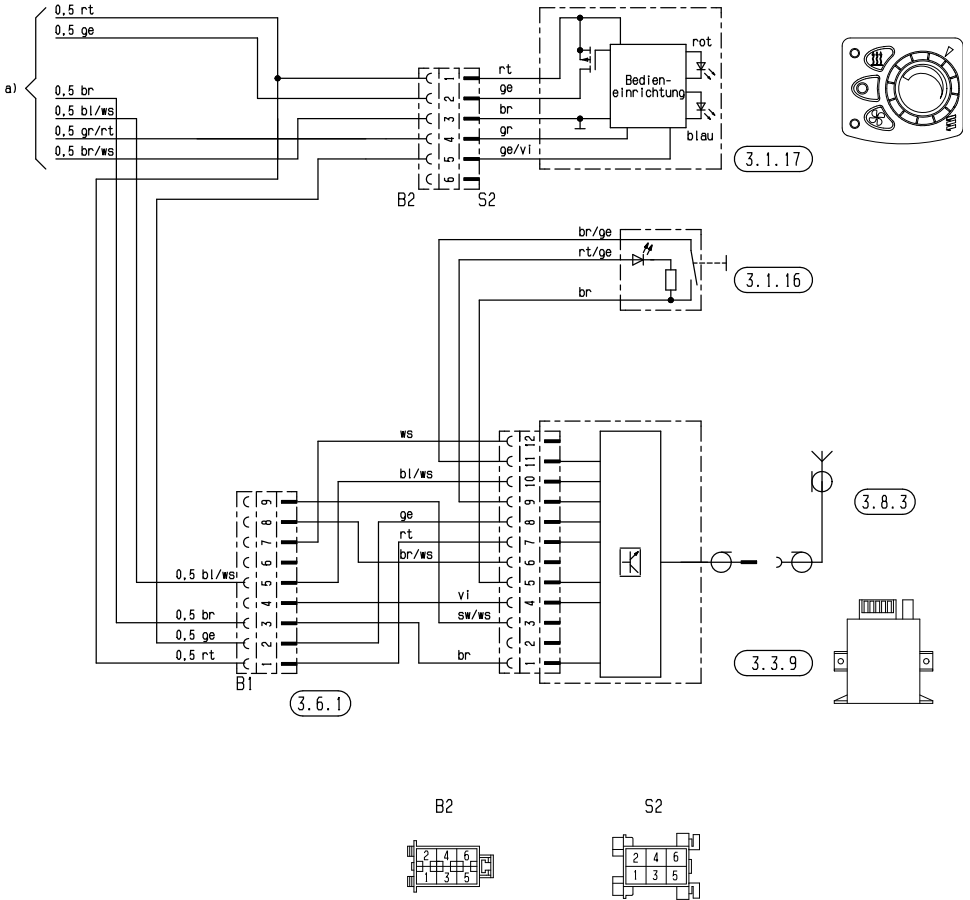 0,5 rt
0,5 ge
a)
0,5 br
0,5 bl/ws
0,5 gr/rt
0,5 br/ws
1
2
3
4
5
6
B2
S2
rt
ge
br
gr
ge/vi
Bedien-
einrichtung
rot
blau
3.1.17
br/ge
rt/ge
br
3.1.16
ws
bl/ws
ge
rt
br/ws
vi
sw/ws
br
12
11
10
9
8
7
6
5
4
3
2
1
3.8.3
3.3.9
9
8
7
6
5
4
3
2
1
0,5 bl/ws
0,5 br
0,5 ge
0,5 rt
B1
3.6.1
B2
2 4 6
1 3 5
S2
2 4 6
1 3 5